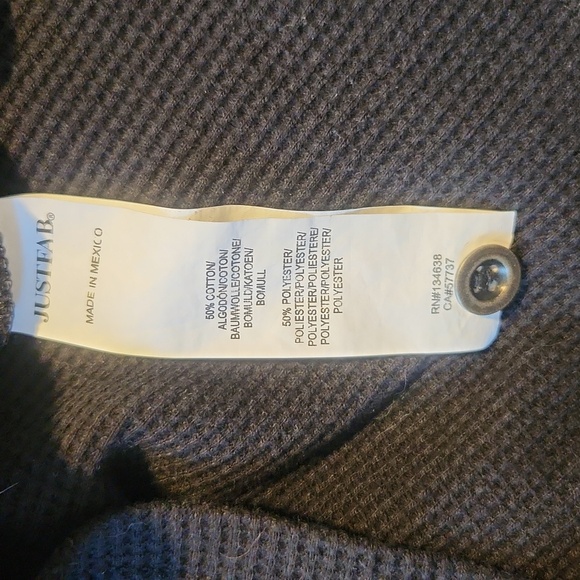 JUSTFAB®
MADE IN MEXICO
50% COTTON/
ALGODÓN/COTON/
BAUMWOLLE/COTONE/
BOMULD/KATOEN/
BOMULL
50% POLYESTER/
POLIESTER/POLYESTER/
POLYESTER/POLIESTERE/
POLYESTER/POLYESTER/
POLYESTER
RN#134638
CA#57737